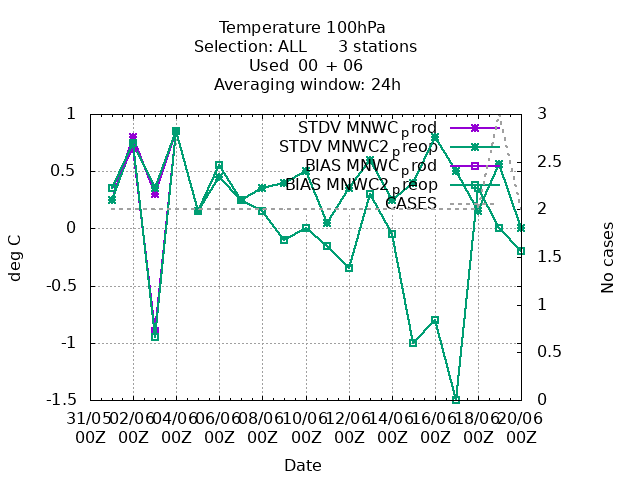 Temperature 100hPa
Selection: ALL 3 stations
Used 00 + 06
Averaging window: 24h
1
0.5
0
-0.5
-1
-1.5
deg C
3
2.5
2
1.5
1
0.5
0
No cases
STDV MNWC_prod
STDV MNWC2_preop
BIAS MNWC_prod
BIAS MNWC2_preop
CASES
31/05 02/06 04/06 06/06 08/06 10/06 12/06 14/06 16/06 18/06 20/06
00Z 00Z 00Z 00Z 00Z 00Z 00Z 00Z 00Z 00Z 00Z
Date